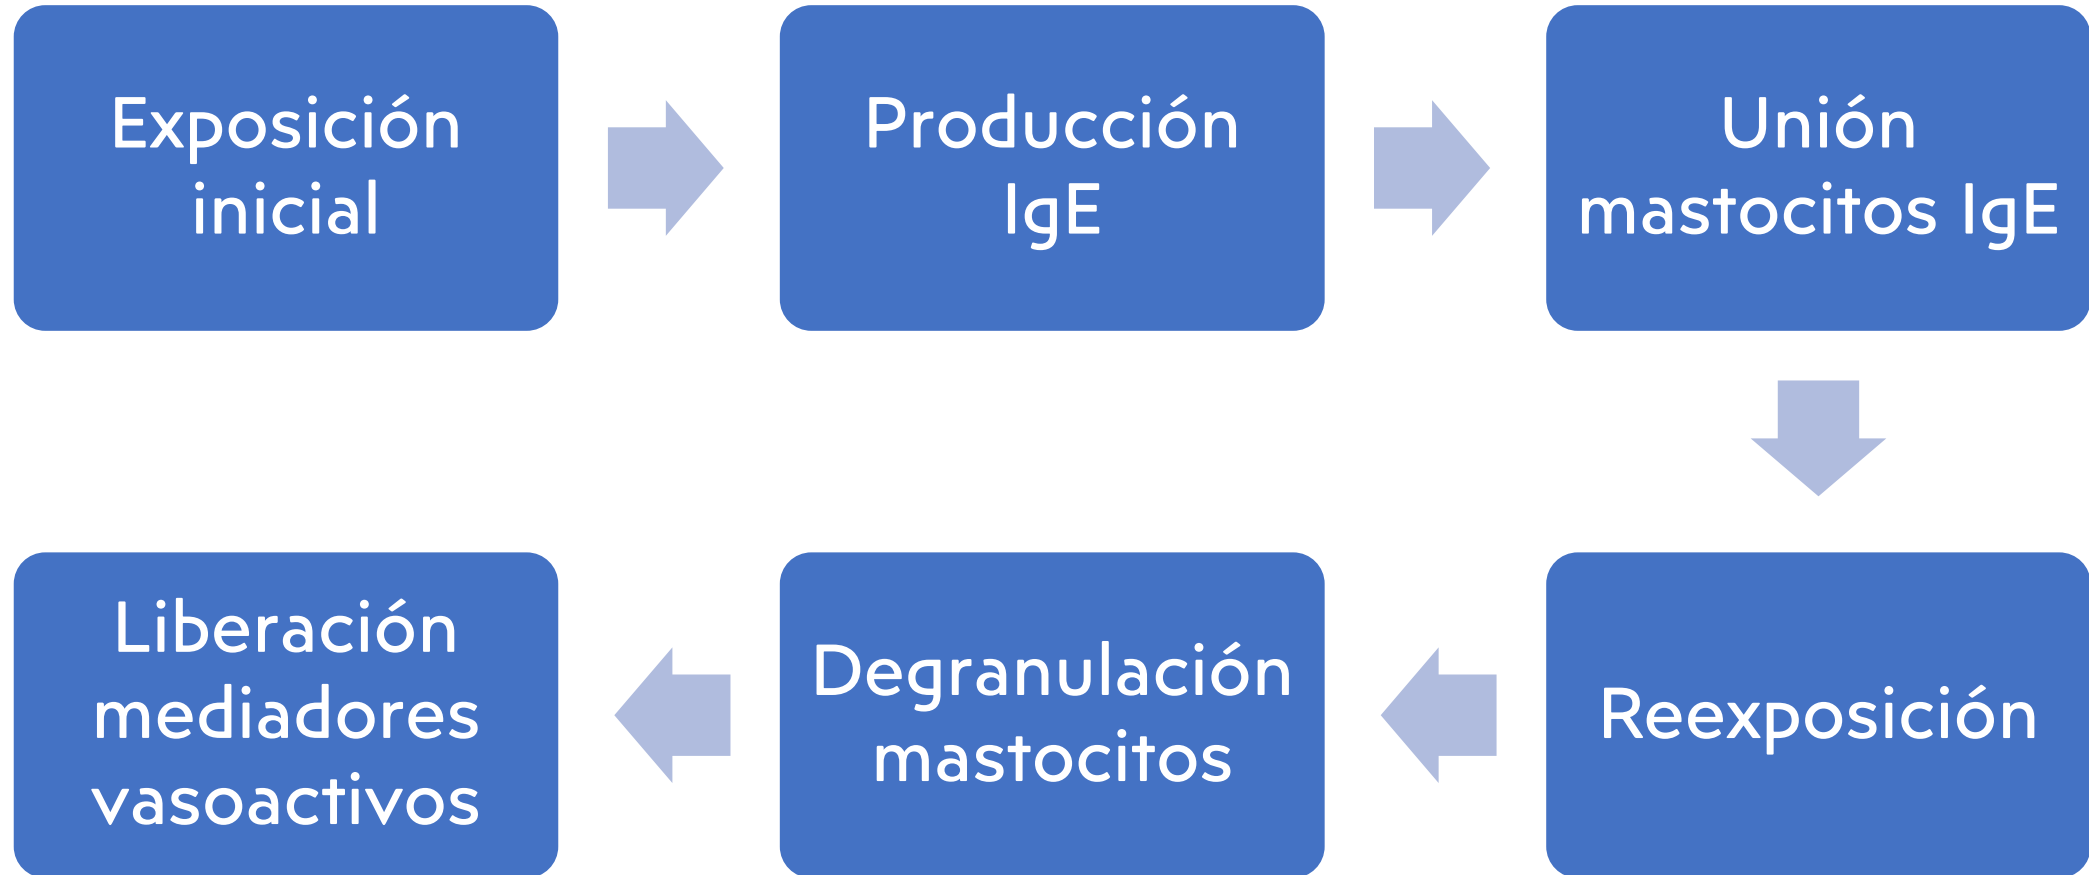 Exposición
inicial
Producción
IgE
Unión
mastocitos IgE
Reexposición
Degranulación
mastocitos
Liberación
mediadores
vasoactivos